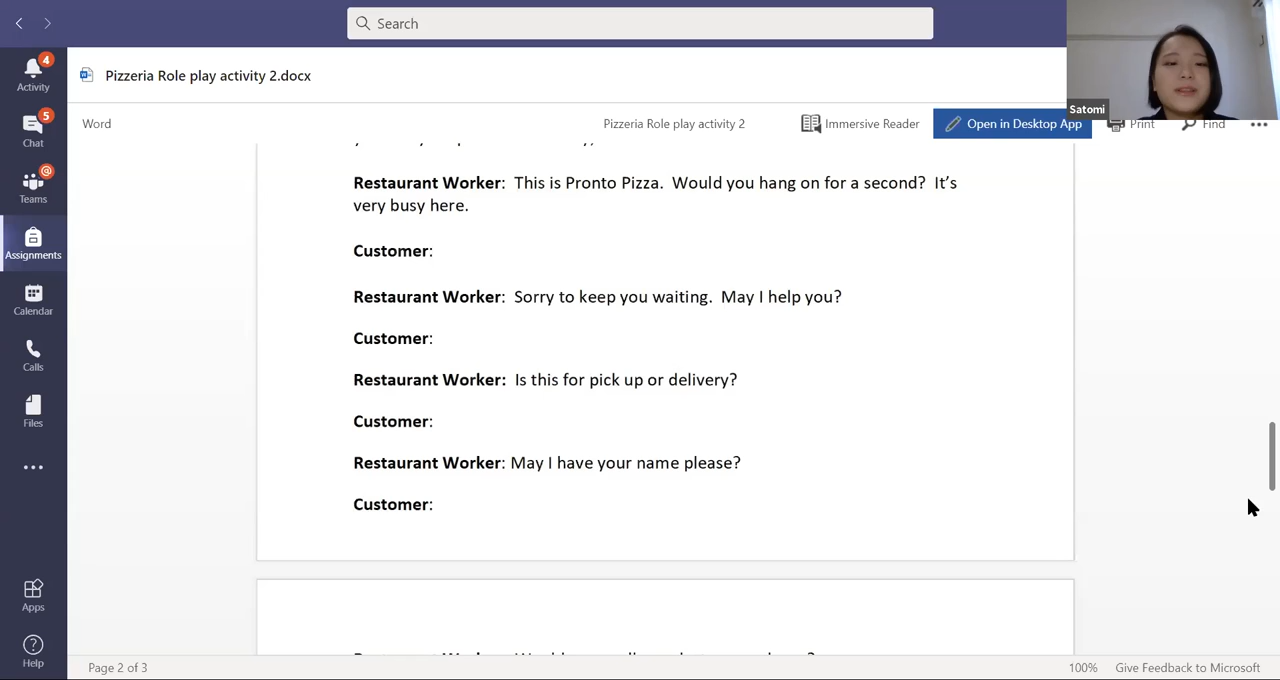 Search
Activity
4
Chat
5
Teams
@
Assignments
Calendar
Calls
Files
Apps
Help
Pizzeria Role play activity 2.docx
Satomi
Word
Pizzeria Role play activity 2
Immersive Reader
Open in Desktop App
Print
Find
Restaurant Worker: This is Pronto Pizza. Would you hang on for a second? It's
very busy here.
Customer:
Restaurant Worker: Sorry to keep you waiting. May I help you?
Customer:
Restaurant Worker: Is this for pick up or delivery?
Customer:
Restaurant Worker: May I have your name please?
Customer:
Page 2 of 3
100%
Give Feedback to Microsoft